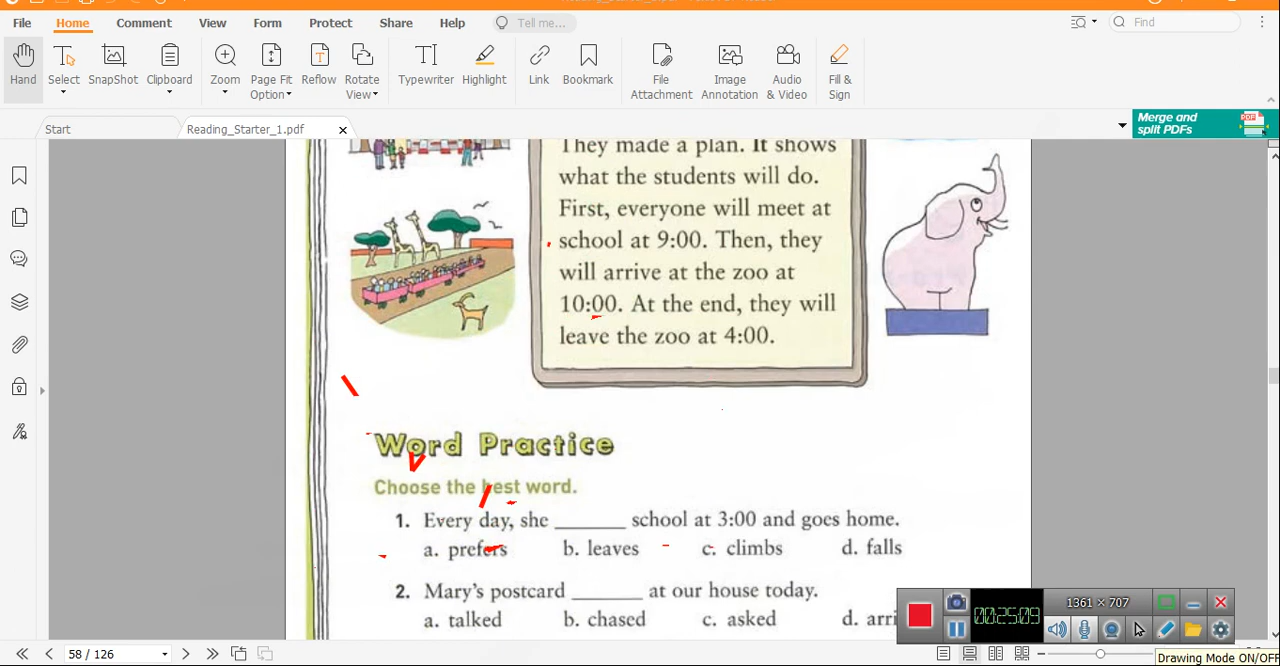 File Home Comment View Form Protect Share Help Tell me... Find
Hand Select SnapShot Clipboard Zoom Page Fit Option Reflow Rotate View Typewriter Highlight Link Bookmark File Attachment Image Annotation Audio & Video Fill & Sign
Start Reading_Starter_1.pdf
Merge and
split PDFs
They made a plan. It shows
what the students will do.
First, everyone will meet at
school at 9:00. Then, they
will arrive at the zoo at
10:00. At the end, they will
leave the zoo at 4:00.
Word Practice
Choose the best word.
1. Every day, she ______ school at 3:00 and goes home.
a. prefers b. leaves c. climbs d. falls
2. Mary's postcard ______ at our house today.
a. talked b. chased c. asked d. arri
1361 × 707
00:25:09
58 / 126
Drawing Mode ON/OFF